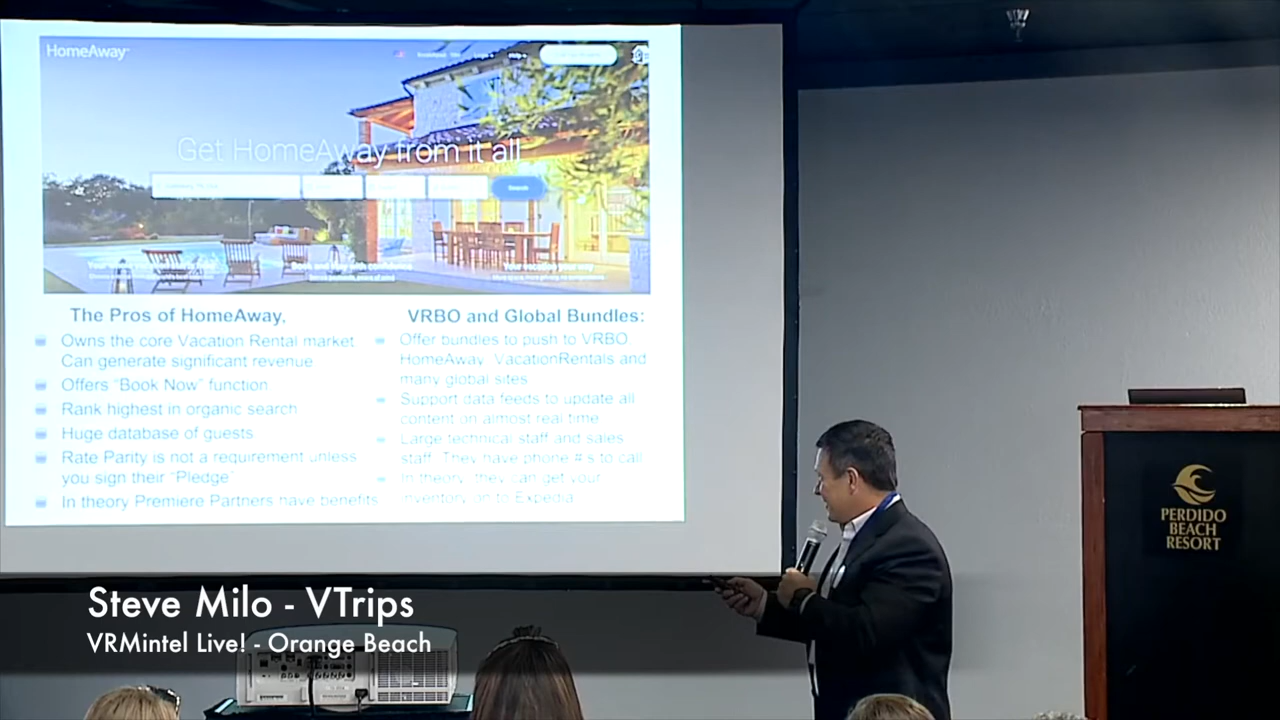 HomeAway
Help
Get HomeAway from it all
Search
The Pros of HomeAway,
Owns the core Vacation Rental market
Can generate significant revenue
Offers "Book Now" function
Rank highest in organic search
Huge database of guests
Rate Parity is not a requirement unless
you sign their "Pledge"
In theory Premiere Partners have benefits
VRBO and Global Bundles:
Offer bundles to push to VRBO,
HomeAway, VacationRentals and
many global sites
Support data feeds to update all
content on almost real time
Large technical staff and sales
staff. They have phone #'s to call
In theory, they can get your
inventory on to Expedia
PERDIDO
BEACH
RESORT
Steve Milo - VTrips
VRMintel Live! - Orange Beach